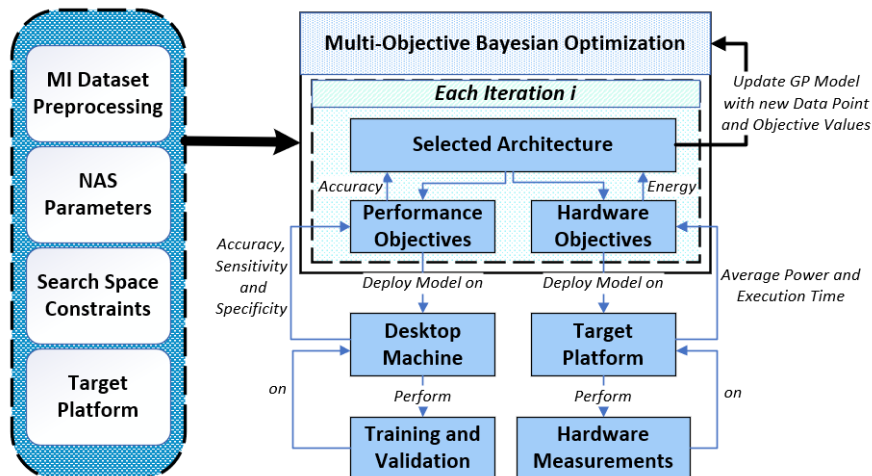 MI Dataset
Preprocessing
NAS
Parameters
Search Space
Constraints
Target
Platform
Multi-Objective Bayesian Optimization
Each Iteration i
Selected Architecture
Update GP Model
with new Data Point
and Objective Values
Accuracy
Energy
Performance
Objectives
Hardware
Objectives
Accuracy,
Sensitivity
and
Specificity
Deploy Model on
Deploy Model on
Average Power and
Execution Time
Desktop
Machine
Target
Platform
on
Perform
Perform
on
Training and
Validation
Hardware
Measurements